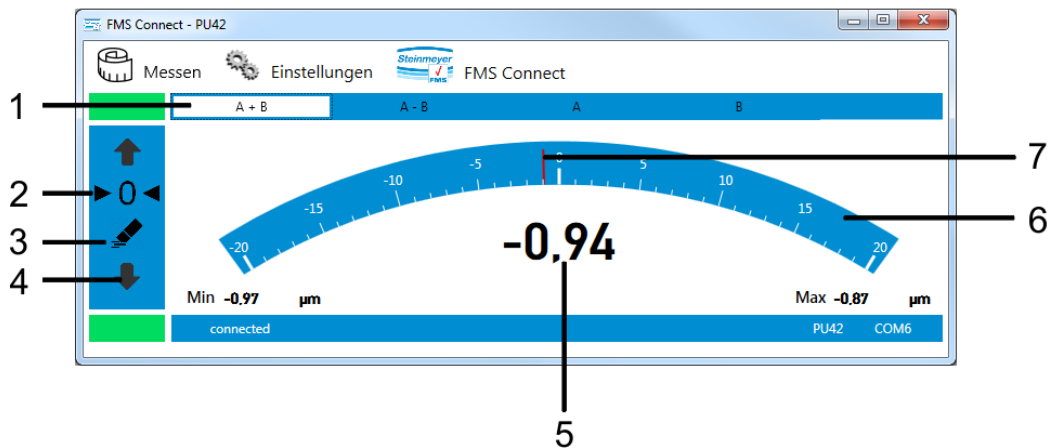 FMS Connect - PU42
Messen Einstellungen Steinmeyer FMS FMS Connect
1 A + B A - B A B
-20 -15 -10 -5 0 5 10 15 20
7
2 0
6
3
-0,94
4
Min -0,97 µm Max -0,87 µm
connected PU42 COM6
5